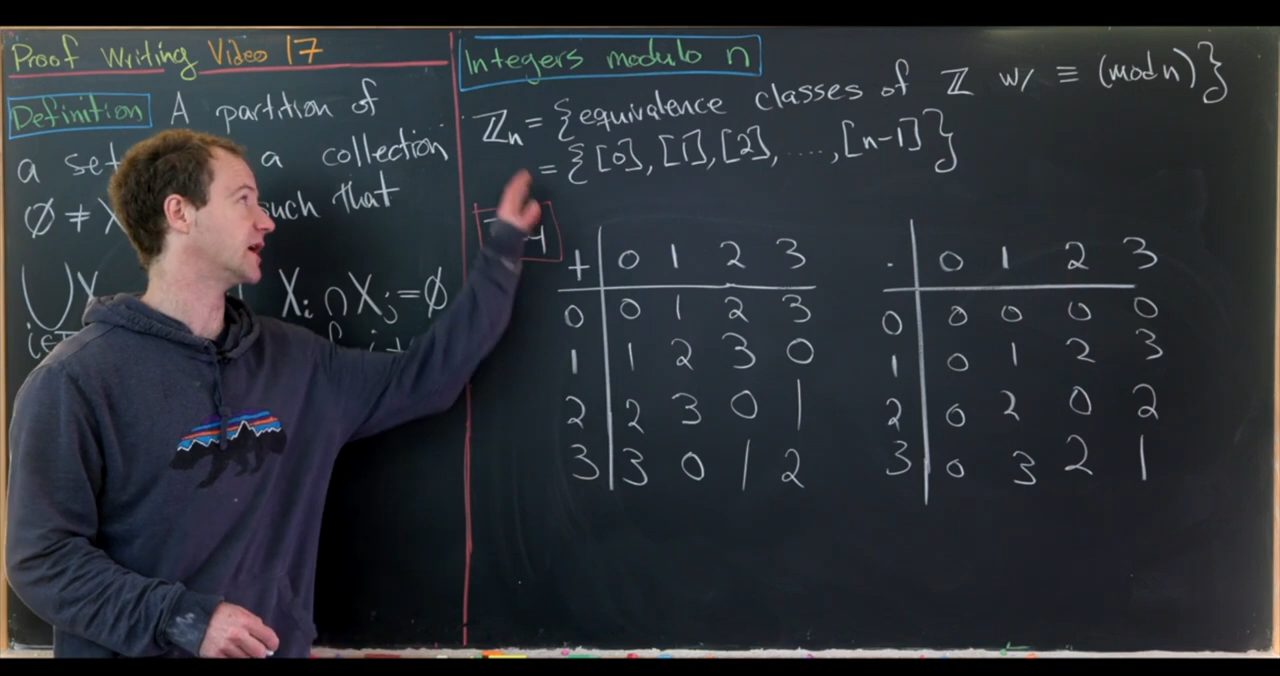 Proof Writing Video 17
Definition A partition of
a set a collection
∅ ≠ X such that
⋃X X_i ∩ X_j = ∅
i∈
Integers modulo n
ℤ_n = {equivalence classes of ℤ w/ ≡ (mod n)}
= {[0], [1], [2], ...., [n-1]}
4
+ 0 1 2 3
0 0 1 2 3
1 1 2 3 0
2 2 3 0 1
3 3 0 1 2
· 0 1 2 3
0 0 0 0 0
1 0 1 2 3
2 0 2 0 2
3 0 3 2 1